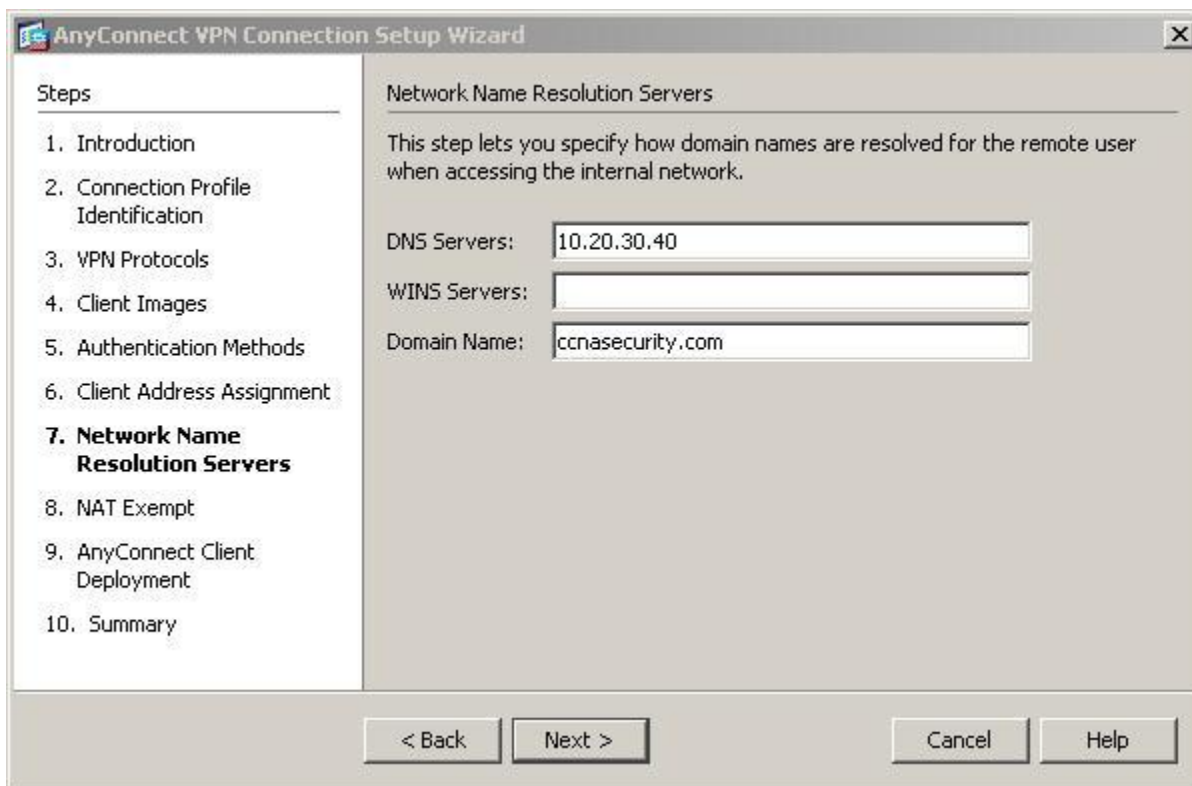 AnyConnect VPN Connection Setup Wizard
Steps
1. Introduction
2. Connection Profile
Identification
3. VPN Protocols
4. Client Images
5. Authentication Methods
6. Client Address Assignment
7. Network Name
Resolution Servers
8. NAT Exempt
9. AnyConnect Client
Deployment
10. Summary
Network Name Resolution Servers
This step lets you specify how domain names are resolved for the remote user
when accessing the internal network.
DNS Servers: 10.20.30.40
WINS Servers:
Domain Name: ccnasecurity.com
< Back Next > Cancel Help